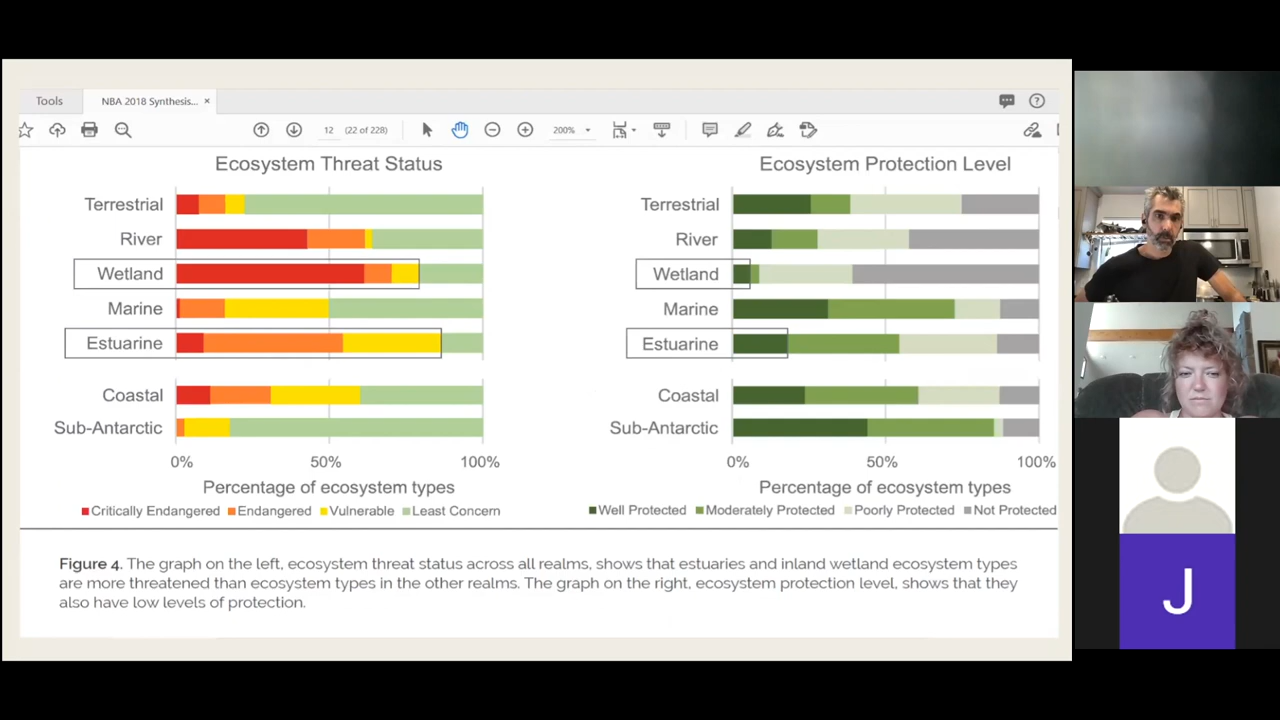 Tools
NBA 2018 Synthesis... ×
12 (22 of 228)
200%
Ecosystem Threat Status
Terrestrial
River
Wetland
Marine
Estuarine
Coastal
Sub-Antarctic
0% 50% 100%
Percentage of ecosystem types
Critically Endangered Endangered Vulnerable Least Concern
Ecosystem Protection Level
Terrestrial
River
Wetland
Marine
Estuarine
Coastal
Sub-Antarctic
0% 50% 100%
Percentage of ecosystem types
Well Protected Moderately Protected Poorly Protected Not Protected
Figure 4. The graph on the left, ecosystem threat status across all realms, shows that estuaries and inland wetland ecosystem types
are more threatened than ecosystem types in the other realms. The graph on the right, ecosystem protection level, shows that they
also have low levels of protection.
J